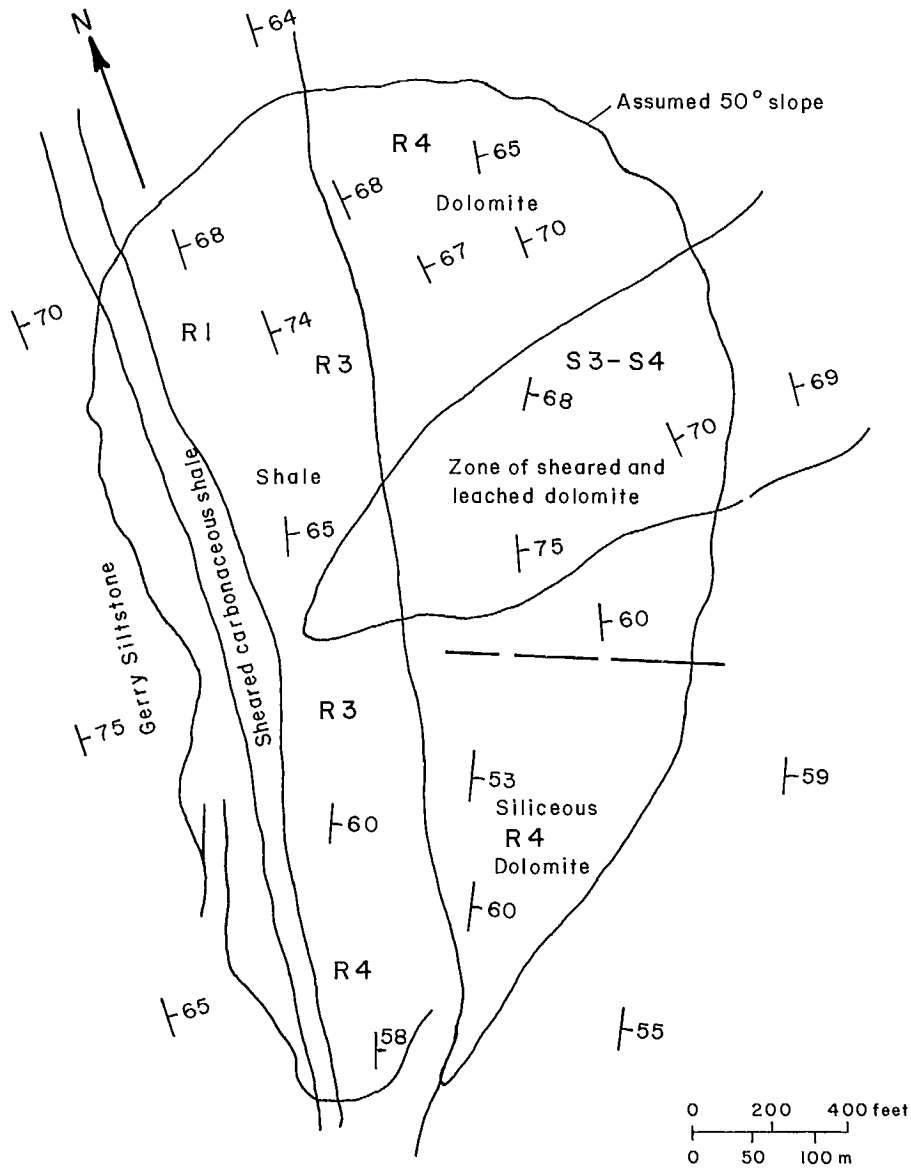 N
64
Assumed 50° slope
R4
65
68
Dolomite
68
67
70
70
R1
74
R3
S3-S4
68
69
70
Shale
Zone of sheared and
leached dolomite
65
75
Sheared carbonaceous shale
Gerry Siltstone
60
R3
75
53
59
Siliceous
R4
Dolomite
60
60
R4
65
58
55
0 200 400 feet
0 50 100 m